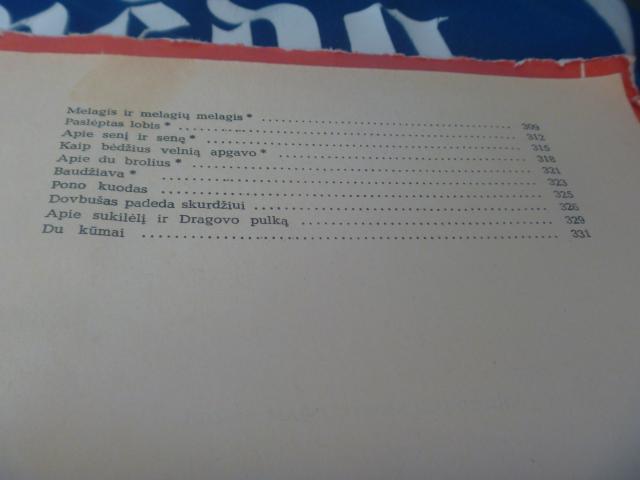 Melagis ir melagių melagis * 309
Paslėptas lobis * 312
Apie senį ir senę * 315
Kaip bėdžius velnią apgavo * 318
Apie du brolius * 321
Baudžiava * 323
Pono kuodas 325
Dovbušas padeda skurdžiui 326
Apie sukilėlį ir Dragovo pulką 329
Du kūmai 331